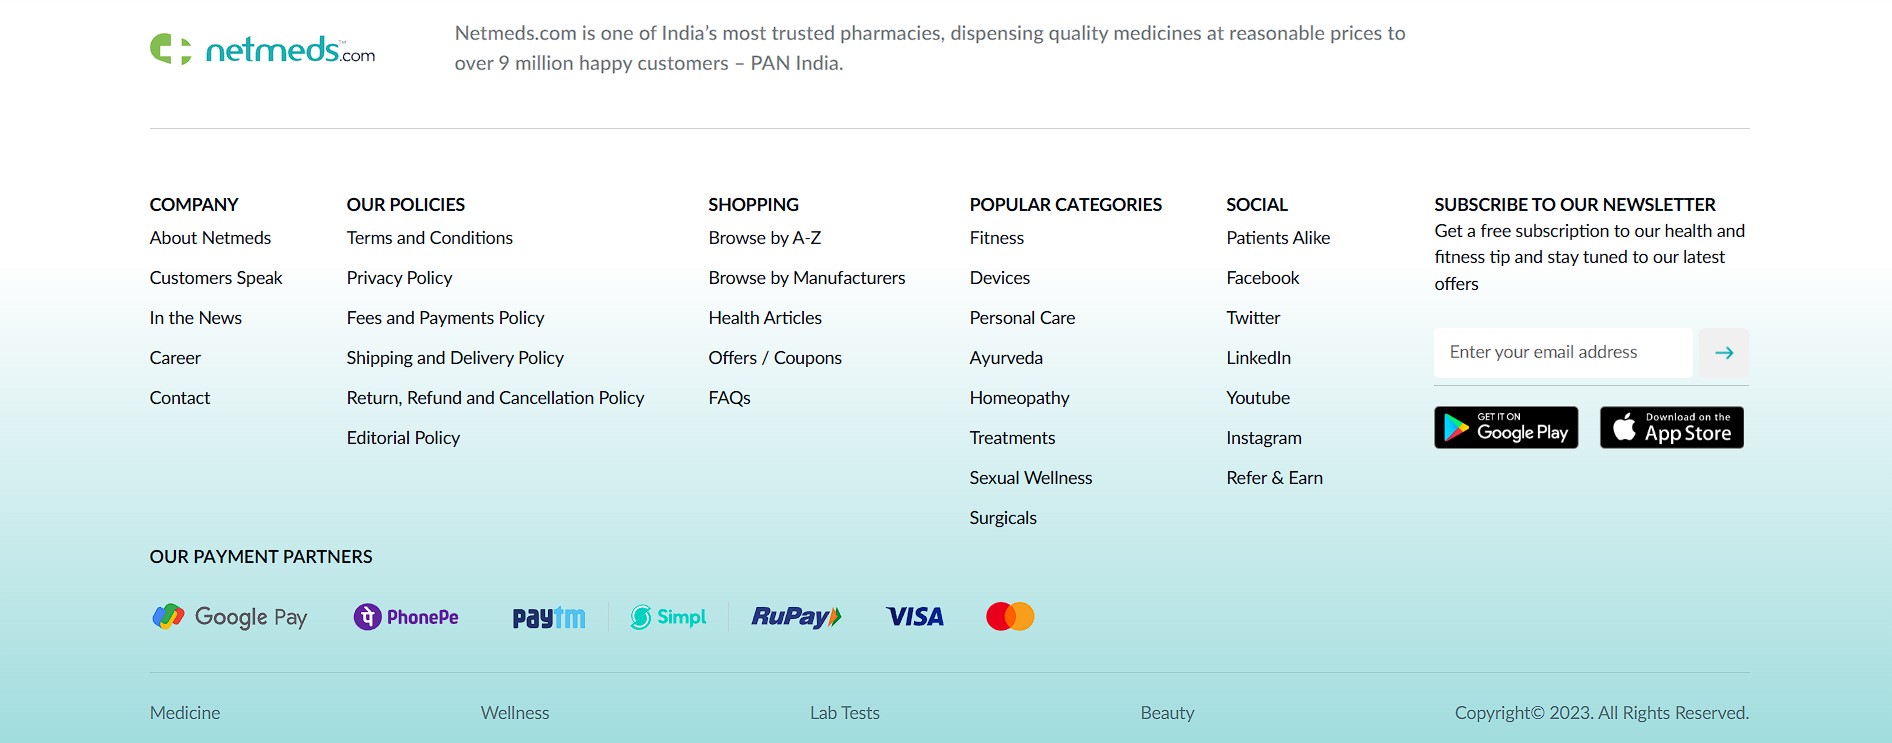 netmeds.com™
Netmeds.com is one of India's most trusted pharmacies, dispensing quality medicines at reasonable prices to
over 9 million happy customers – PAN India.
COMPANY
About Netmeds
Customers Speak
In the News
Career
Contact
OUR POLICIES
Terms and Conditions
Privacy Policy
Fees and Payments Policy
Shipping and Delivery Policy
Return, Refund and Cancellation Policy
Editorial Policy
SHOPPING
Browse by A-Z
Browse by Manufacturers
Health Articles
Offers / Coupons
FAQs
POPULAR CATEGORIES
Fitness
Devices
Personal Care
Ayurveda
Homeopathy
Treatments
Sexual Wellness
Surgicals
SOCIAL
Patients Alike
Facebook
Twitter
LinkedIn
Youtube
Instagram
Refer & Earn
SUBSCRIBE TO OUR NEWSLETTER
Get a free subscription to our health and
fitness tip and stay tuned to our latest
offers
Enter your email address
GET IT ON
Google Play
Download on the
App Store
OUR PAYMENT PARTNERS
Google Pay
पे PhonePe
paytm
Simpl
RuPay
VISA
Medicine
Wellness
Lab Tests
Beauty
Copyright© 2023. All Rights Reserved.